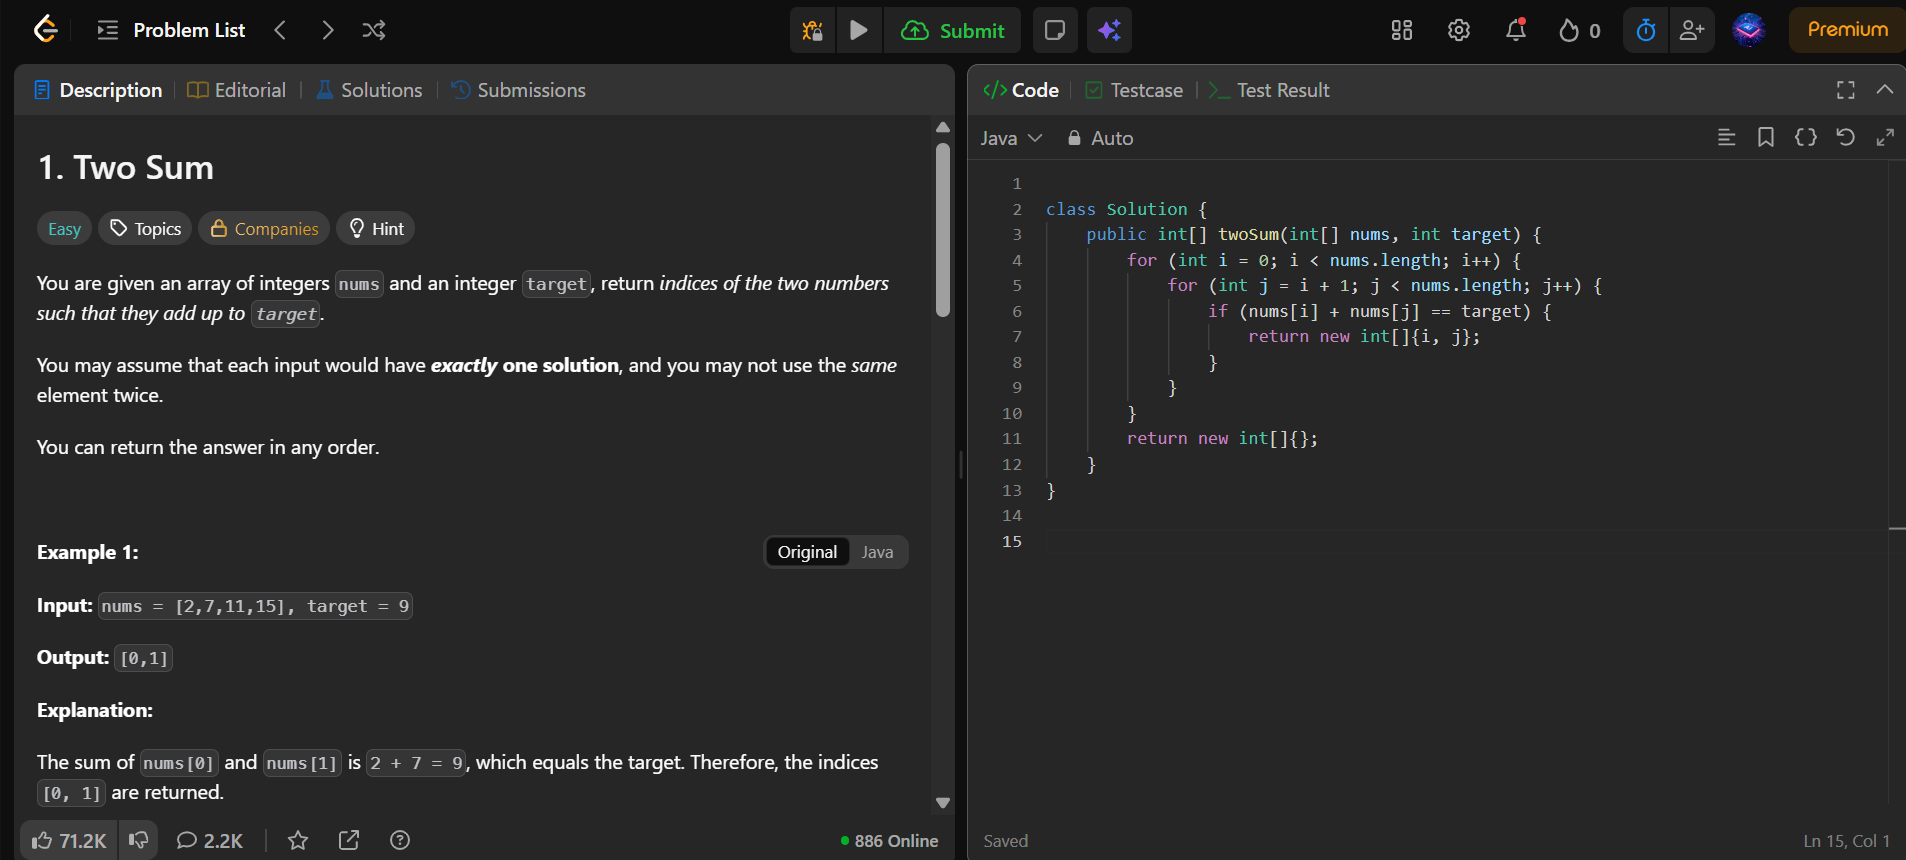 Problem List
Submit
0
Premium
Description
Editorial
Solutions
Submissions
1. Two Sum
Easy
Topics
Companies
Hint
You are given an array of integers nums and an integer target, return indices of the two numbers
such that they add up to target.
You may assume that each input would have exactly one solution, and you may not use the same
element twice.
You can return the answer in any order.
Example 1:
Original
Java
Input: nums = [2,7,11,15], target = 9
Output: [0,1]
Explanation:
The sum of nums[0] and nums[1] is 2 + 7 = 9, which equals the target. Therefore, the indices
[0, 1] are returned.
71.2K
2.2K
886 Online
</> Code
Testcase
Test Result
Java
Auto
1
2 class Solution {
3     public int[] twoSum(int[] nums, int target) {
4         for (int i = 0; i < nums.length; i++) {
5             for (int j = i + 1; j < nums.length; j++) {
6                 if (nums[i] + nums[j] == target) {
7                     return new int[]{i, j};
8                 }
9             }
10         }
11         return new int[]{};
12     }
13 }
14
15
Saved
Ln 15, Col 1